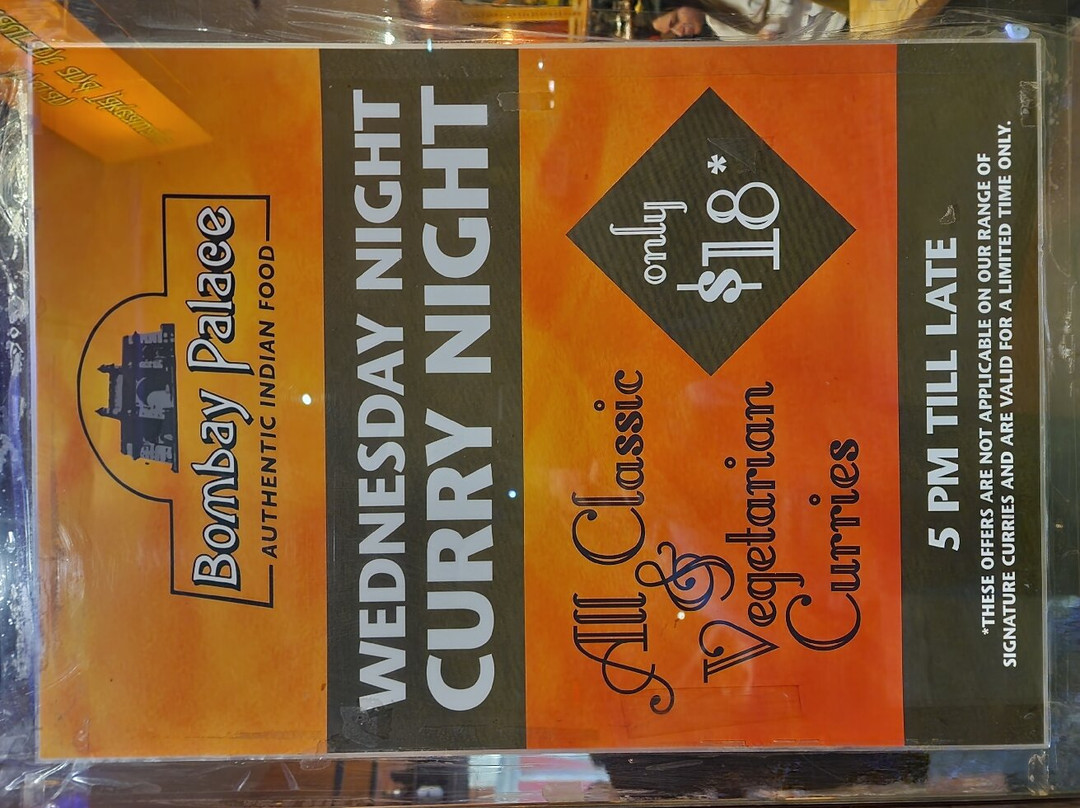 Bombay Palace
AUTHENTIC INDIAN FOOD
WEDNESDAY NIGHT
CURRY NIGHT
All Classic
&
Vegetarian
Curries
only
$18*
5 PM TILL LATE
*THESE OFFERS ARE NOT APPLICABLE ON OUR RANGE OF
SIGNATURE CURRIES AND ARE VALID FOR A LIMITED TIME ONLY.